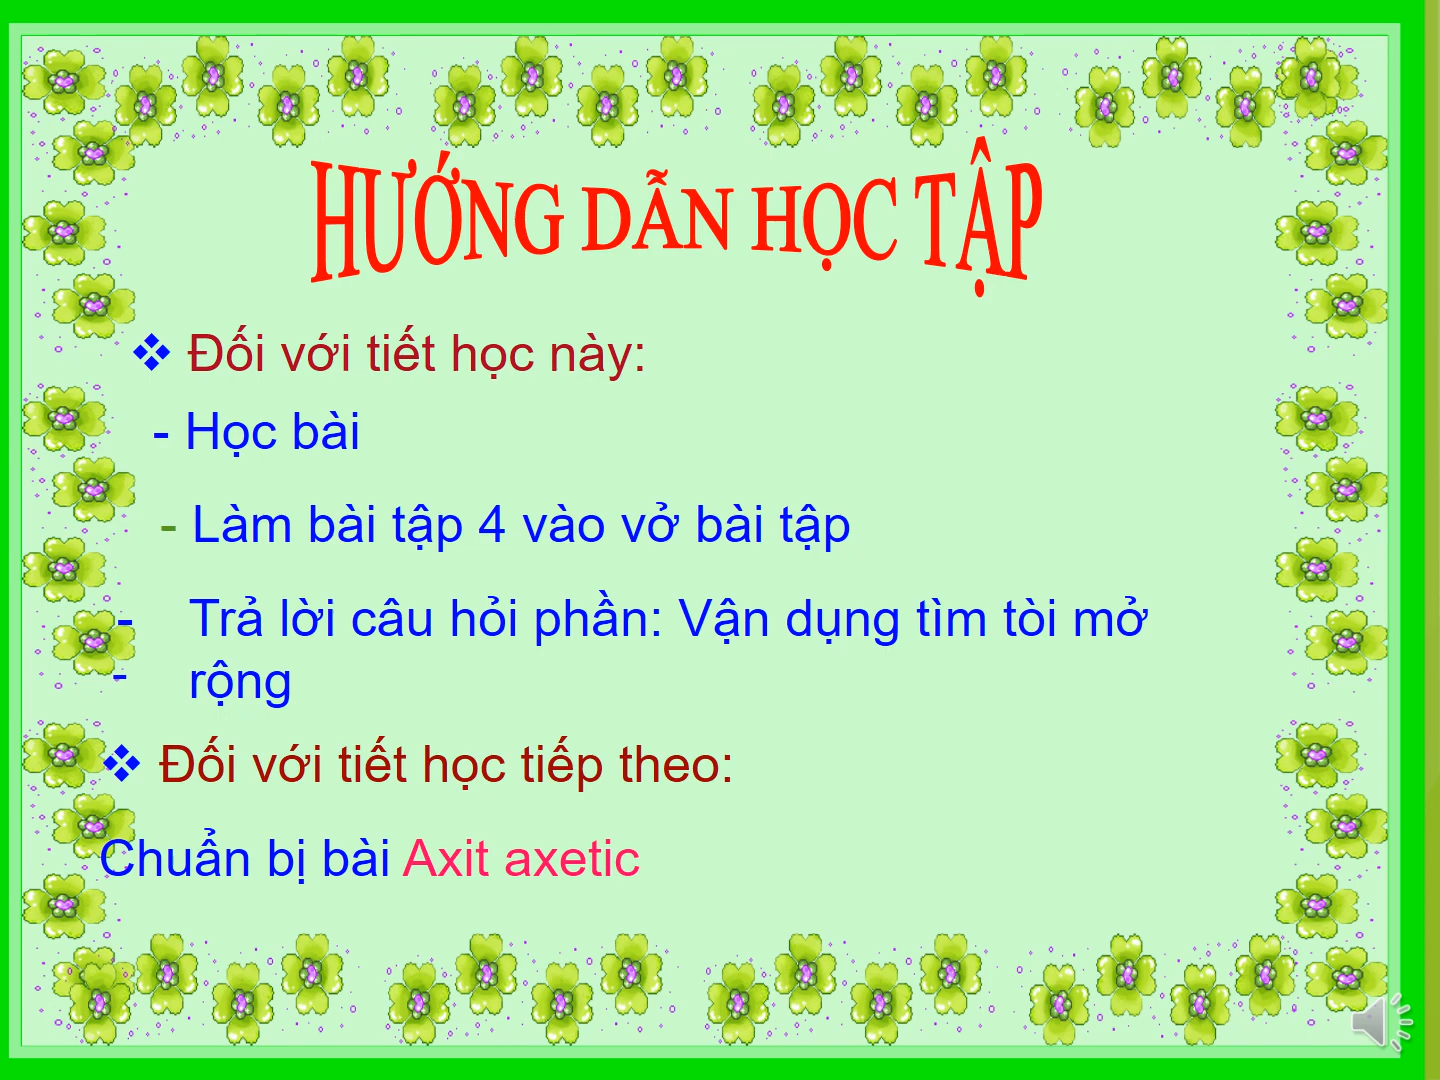 HƯỚNG DẪN HỌC TẬP
❖ Đối với tiết học này:
- Học bài
- Làm bài tập 4 vào vở bài tập
- Trả lời câu hỏi phần: Vận dụng tìm tòi mở
- rộng
❖ Đối với tiết học tiếp theo:
Chuẩn bị bài Axit axetic